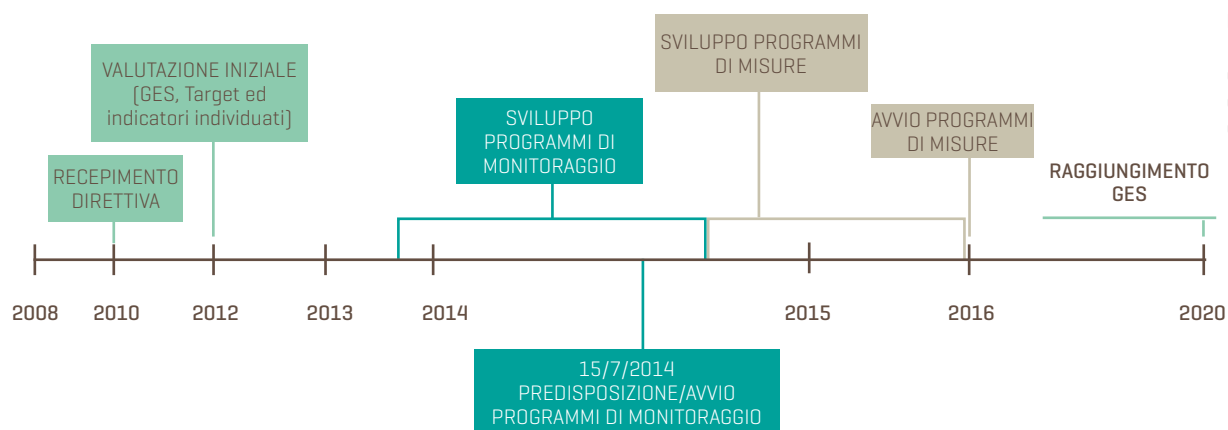 SVILUPPO PROGRAMMI
DI MISURE
VALUTAZIONE INIZIALE
(GES, Target ed
indicatori individuati)
SVILUPPO
PROGRAMMI DI
MONITORAGGIO
AVVIO PROGRAMMI
DI MISURE
RECEPIMENTO
DIRETTIVA
RAGGIUNGIMENTO
GES
2008 2010 2012 2013 2014 2015 2016 2020
15/7/2014
PREDISPOSIZIONE/AVVIO
PROGRAMMI DI MONITORAGGIO